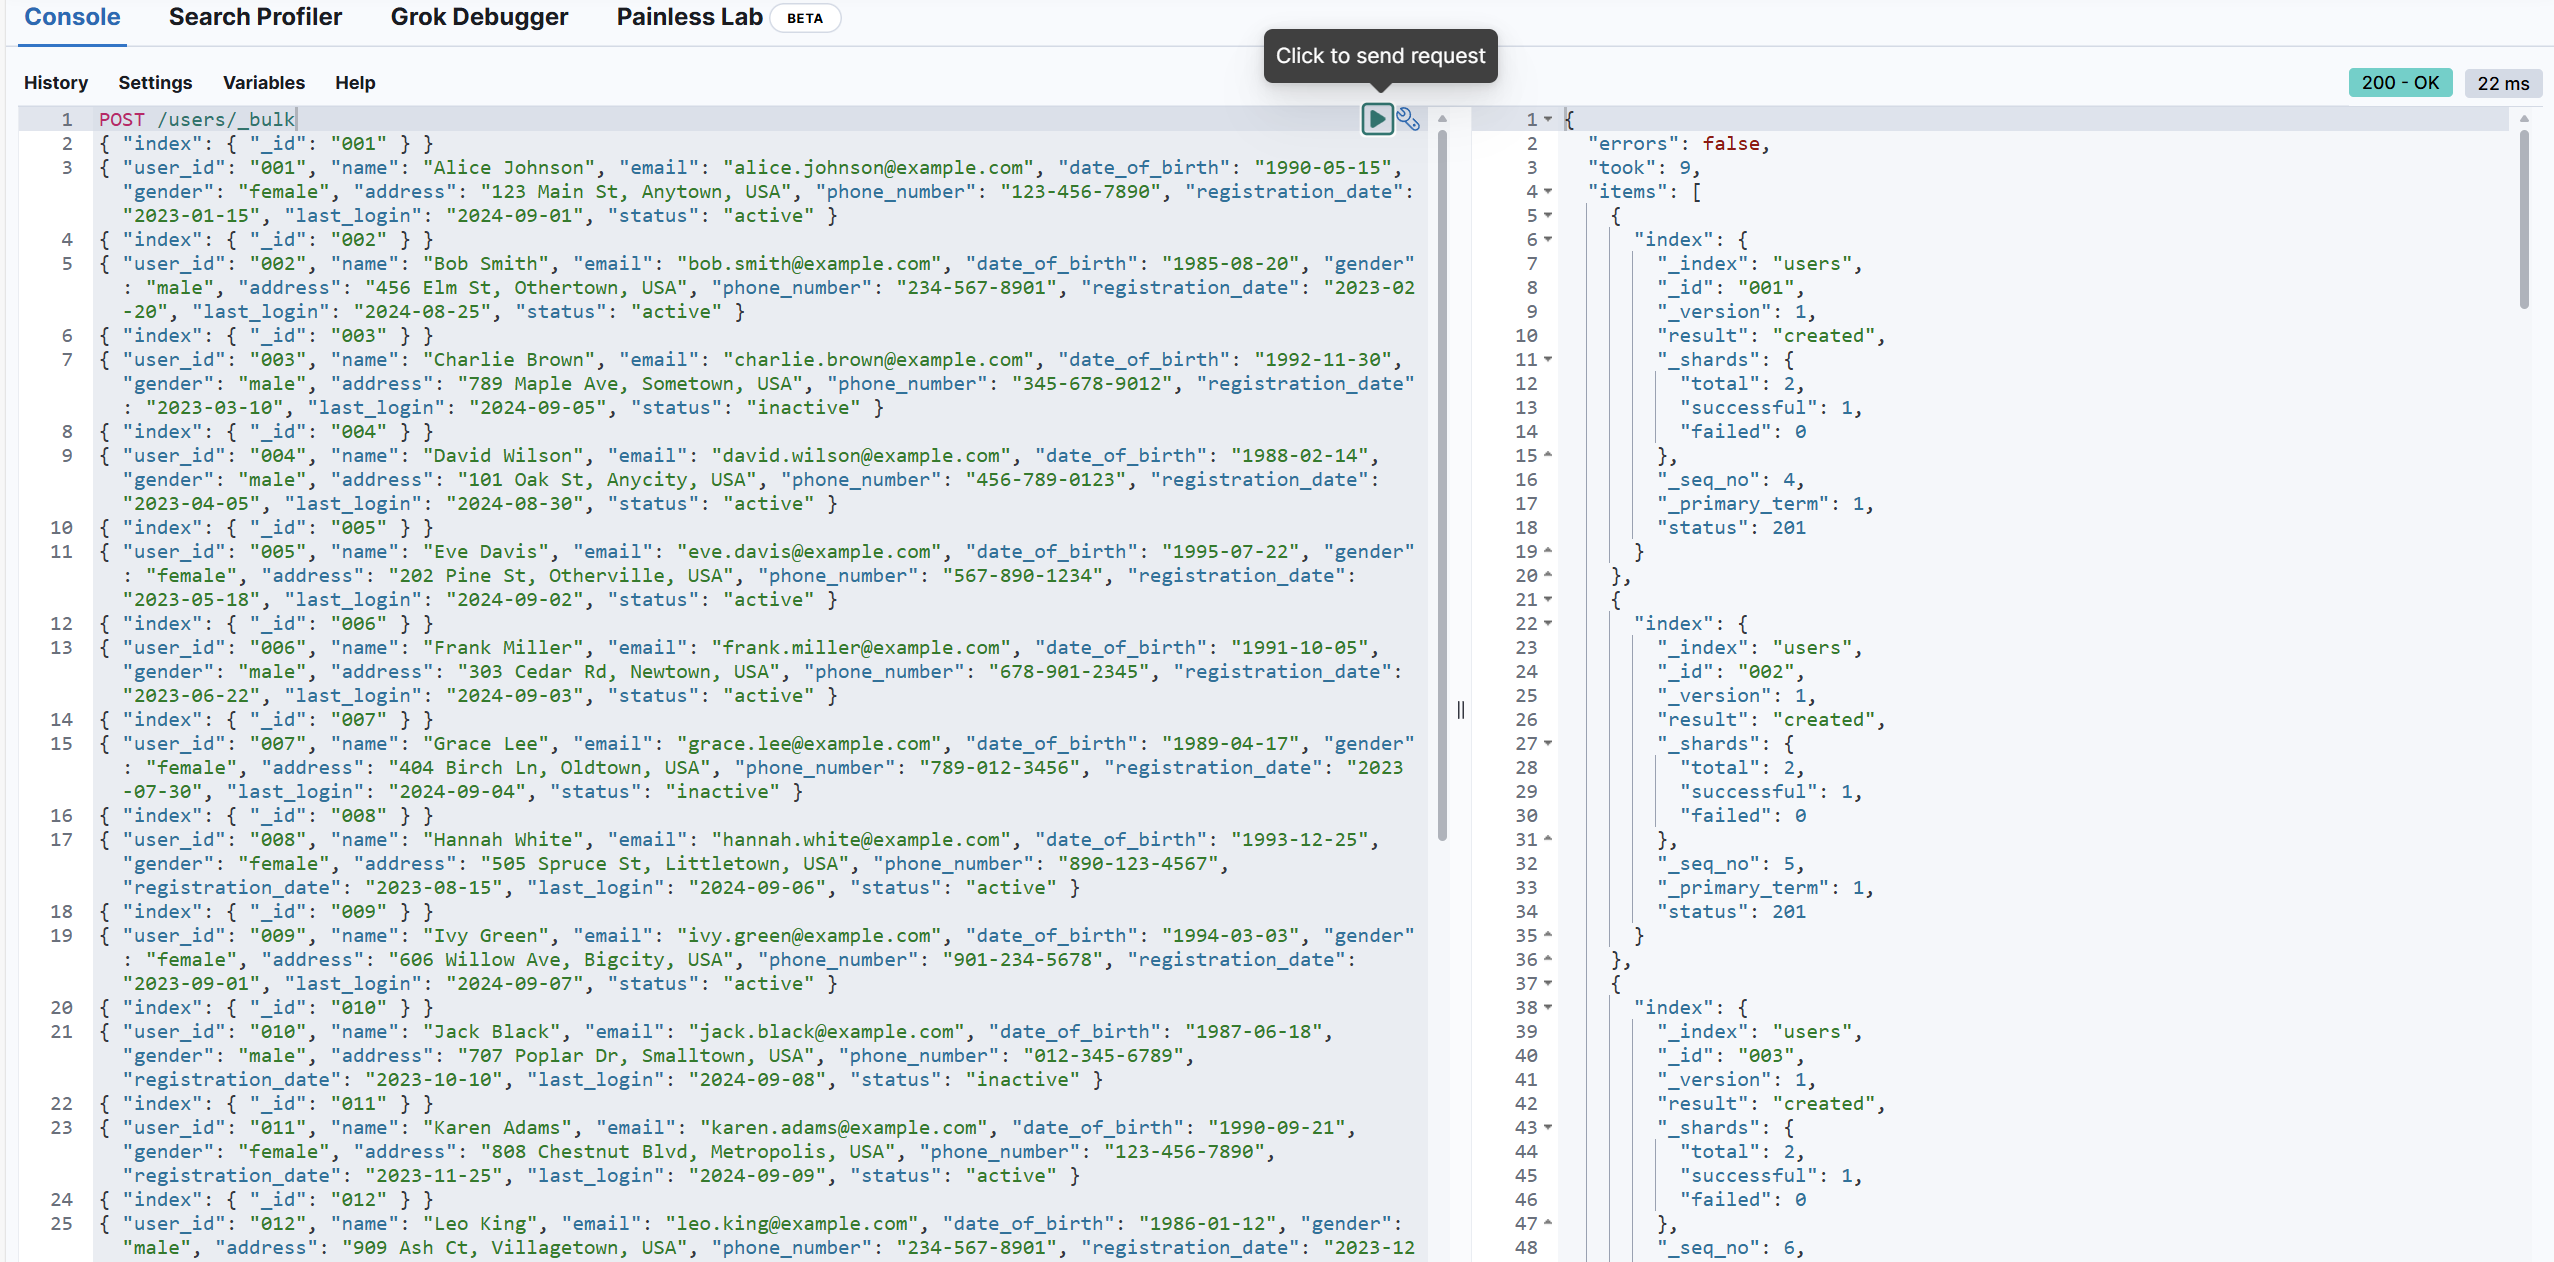 Console Search Profiler Grok Debugger Painless Lab BETA
Click to send request
History Settings Variables Help
200 - OK 22 ms
1 POST /users/_bulk
2 { "index": { "_id": "001" } }
3 { "user_id": "001", "name": "Alice Johnson", "email": "alice.johnson@example.com", "date_of_birth": "1990-05-15",
"gender": "female", "address": "123 Main St, Anytown, USA", "phone_number": "123-456-7890", "registration_date":
"2023-01-15", "last_login": "2024-09-01", "status": "active" }
4 { "index": { "_id": "002" } }
5 { "user_id": "002", "name": "Bob Smith", "email": "bob.smith@example.com", "date_of_birth": "1985-08-20", "gender"
: "male", "address": "456 Elm St, Othertown, USA", "phone_number": "234-567-8901", "registration_date": "2023-02
-20", "last_login": "2024-08-25", "status": "active" }
6 { "index": { "_id": "003" } }
7 { "user_id": "003", "name": "Charlie Brown", "email": "charlie.brown@example.com", "date_of_birth": "1992-11-30",
"gender": "male", "address": "789 Maple Ave, Sometown, USA", "phone_number": "345-678-9012", "registration_date"
: "2023-03-10", "last_login": "2024-09-05", "status": "inactive" }
8 { "index": { "_id": "004" } }
9 { "user_id": "004", "name": "David Wilson", "email": "david.wilson@example.com", "date_of_birth": "1988-02-14",
"gender": "male", "address": "101 Oak St, Anycity, USA", "phone_number": "456-789-0123", "registration_date":
"2023-04-05", "last_login": "2024-08-30", "status": "active" }
10 { "index": { "_id": "005" } }
11 { "user_id": "005", "name": "Eve Davis", "email": "eve.davis@example.com", "date_of_birth": "1995-07-22", "gender"
: "female", "address": "202 Pine St, Otherville, USA", "phone_number": "567-890-1234", "registration_date":
"2023-05-18", "last_login": "2024-09-02", "status": "active" }
12 { "index": { "_id": "006" } }
13 { "user_id": "006", "name": "Frank Miller", "email": "frank.miller@example.com", "date_of_birth": "1991-10-05",
"gender": "male", "address": "303 Cedar Rd, Newtown, USA", "phone_number": "678-901-2345", "registration_date":
"2023-06-22", "last_login": "2024-09-03", "status": "active" }
14 { "index": { "_id": "007" } }
15 { "user_id": "007", "name": "Grace Lee", "email": "grace.lee@example.com", "date_of_birth": "1989-04-17", "gender"
: "female", "address": "404 Birch Ln, Oldtown, USA", "phone_number": "789-012-3456", "registration_date": "2023
-07-30", "last_login": "2024-09-04", "status": "inactive" }
16 { "index": { "_id": "008" } }
17 { "user_id": "008", "name": "Hannah White", "email": "hannah.white@example.com", "date_of_birth": "1993-12-25",
"gender": "female", "address": "505 Spruce St, Littletown, USA", "phone_number": "890-123-4567",
"registration_date": "2023-08-15", "last_login": "2024-09-06", "status": "active" }
18 { "index": { "_id": "009" } }
19 { "user_id": "009", "name": "Ivy Green", "email": "ivy.green@example.com", "date_of_birth": "1994-03-03", "gender"
: "female", "address": "606 Willow Ave, Bigcity, USA", "phone_number": "901-234-5678", "registration_date":
"2023-09-01", "last_login": "2024-09-07", "status": "active" }
20 { "index": { "_id": "010" } }
21 { "user_id": "010", "name": "Jack Black", "email": "jack.black@example.com", "date_of_birth": "1987-06-18",
"gender": "male", "address": "707 Poplar Dr, Smalltown, USA", "phone_number": "012-345-6789",
"registration_date": "2023-10-10", "last_login": "2024-09-08", "status": "inactive" }
22 { "index": { "_id": "011" } }
23 { "user_id": "011", "name": "Karen Adams", "email": "karen.adams@example.com", "date_of_birth": "1990-09-21",
"gender": "female", "address": "808 Chestnut Blvd, Metropolis, USA", "phone_number": "123-456-7890",
"registration_date": "2023-11-25", "last_login": "2024-09-09", "status": "active" }
24 { "index": { "_id": "012" } }
25 { "user_id": "012", "name": "Leo King", "email": "leo.king@example.com", "date_of_birth": "1986-01-12", "gender":
"male", "address": "909 Ash Ct, Villagetown, USA", "phone_number": "234-567-8901", "registration_date": "2023-12
1 {
2 "errors": false,
3 "took": 9,
4 "items": [
5 {
6 "index": {
7 "_index": "users",
8 "_id": "001",
9 "_version": 1,
10 "result": "created",
11 "_shards": {
12 "total": 2,
13 "successful": 1,
14 "failed": 0
15 },
16 "_seq_no": 4,
17 "_primary_term": 1,
18 "status": 201
19 }
20 },
21 {
22 "index": {
23 "_index": "users",
24 "_id": "002",
25 "_version": 1,
26 "result": "created",
27 "_shards": {
28 "total": 2,
29 "successful": 1,
30 "failed": 0
31 },
32 "_seq_no": 5,
33 "_primary_term": 1,
34 "status": 201
35 }
36 },
37 {
38 "index": {
39 "_index": "users",
40 "_id": "003",
41 "_version": 1,
42 "result": "created",
43 "_shards": {
44 "total": 2,
45 "successful": 1,
46 "failed": 0
47 },
48 "_seq_no": 6,